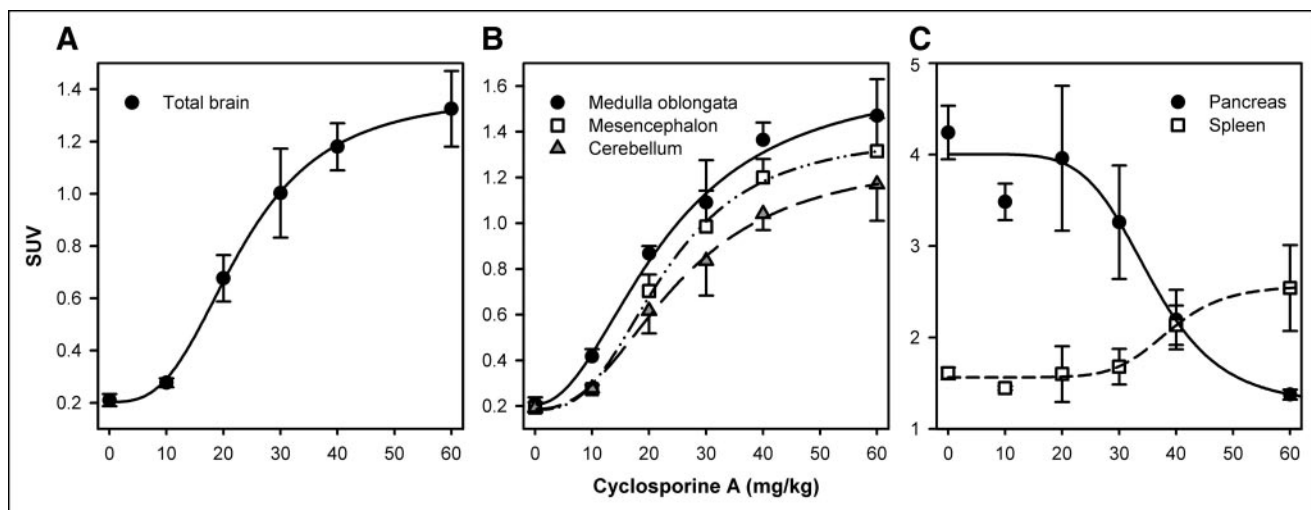 A
B
C
SUV
1.4
1.2
1.0
0.8
0.6
0.4
0.2
0 10 20 30 40 50 60
Total brain
1.6
1.4
1.2
1.0
0.8
0.6
0.4
0.2
0 10 20 30 40 50 60
Medulla oblongata
Mesencephalon
Cerebellum
5
4
3
2
1
0 10 20 30 40 50 60
Pancreas
Spleen
Cyclosporine A (mg/kg)